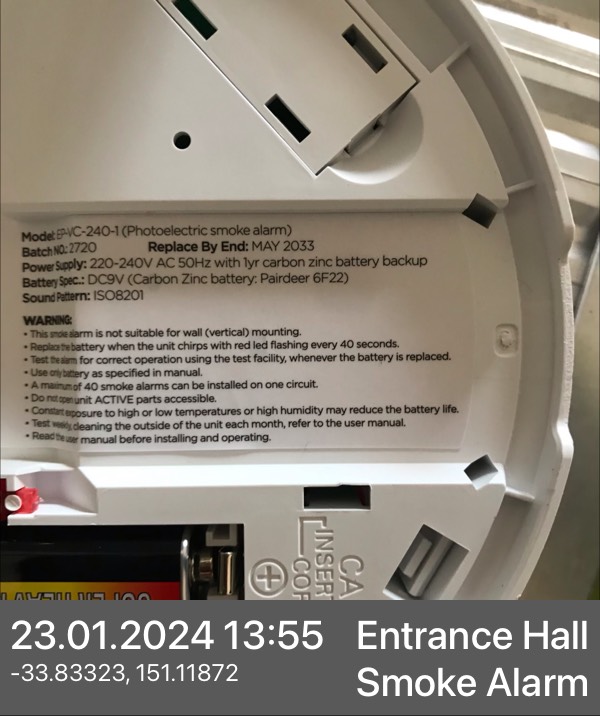 Model: EP-VC-240-1 (Photoelectric smoke alarm)
Batch NO.: 2720 Replace By End: MAY 2033
Power Supply: 220-240V AC 50Hz with 1yr carbon zinc battery backup
Battery Spec.: DC9V (Carbon Zinc battery: Pairdeer 6F22)
Sound Pattern: ISO8201
WARNING:
• This smoke alarm is not suitable for wall (vertical) mounting.
• Replace the battery when the unit chirps with red led flashing every 40 seconds.
• Test the alarm for correct operation using the test facility, whenever the battery is replaced.
• Use only battery as specified in manual.
• A maximum of 40 smoke alarms can be installed on one circuit.
• Do not open unit ACTIVE parts accessible.
• Constant exposure to high or low temperatures or high humidity may reduce the battery life.
• Test weekly, cleaning the outside of the unit each month, refer to the user manual.
• Read the user manual before installing and operating.
CA
INSER
COR
23.01.2024 13:55 Entrance Hall
-33.83323, 151.11872 Smoke Alarm